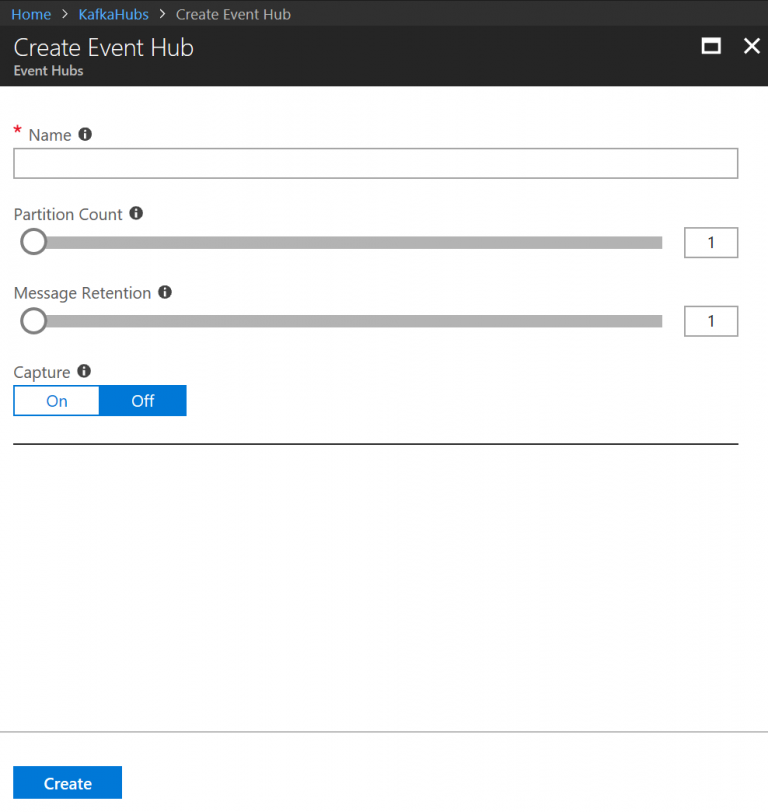 Home > KafkaHubs > Create Event Hub
Create Event Hub
Event Hubs
* Name
Partition Count
1
Message Retention
1
Capture
On Off
Create